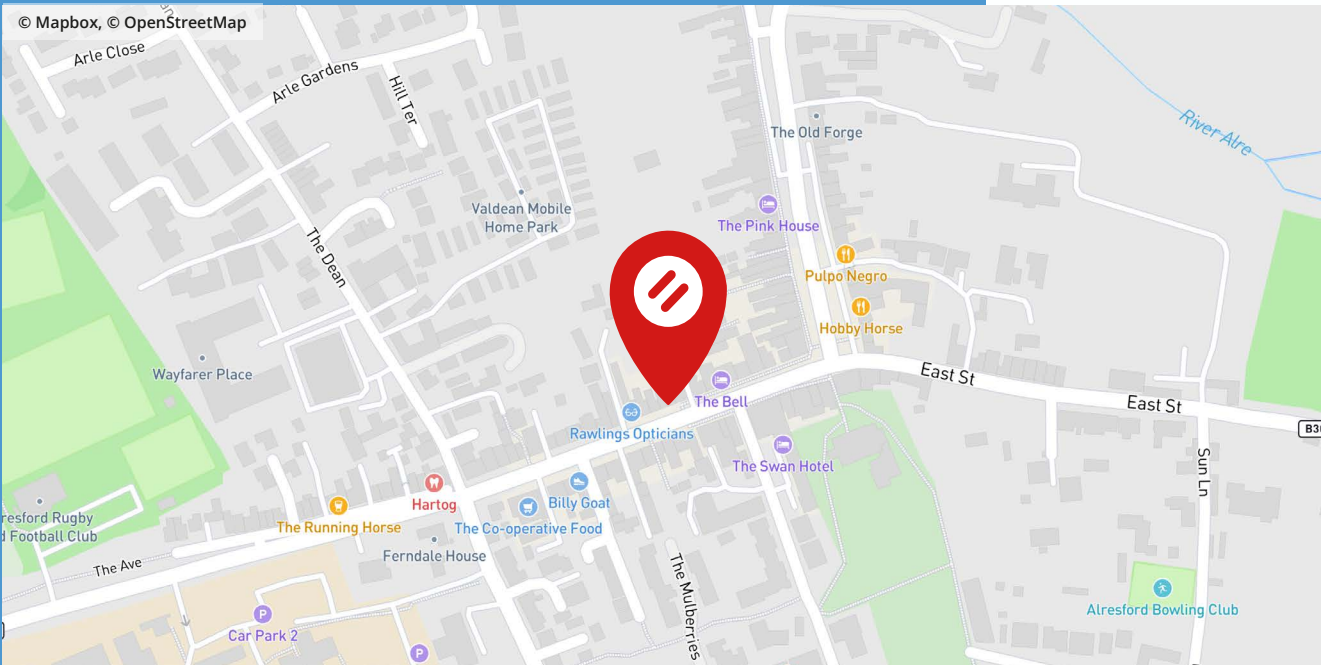 © Mapbox, © OpenStreetMap
Arle Close
Arle Gardens
Hill Ter
The Old Forge
River Alre
Valdean Mobile
Home Park
The Pink House
The Dean
Pulpo Negro
Hobby Horse
Wayfarer Place
East St
The Bell
East St
Rawlings Opticians
The Swan Hotel
Sun Ln
Hartog
Billy Goat
The Running Horse
The Co-operative Food
resford Rugby
d Football Club
Ferndale House
The Ave
The Mulberries
P
Car Park 2
Alresford Bowling Club
P